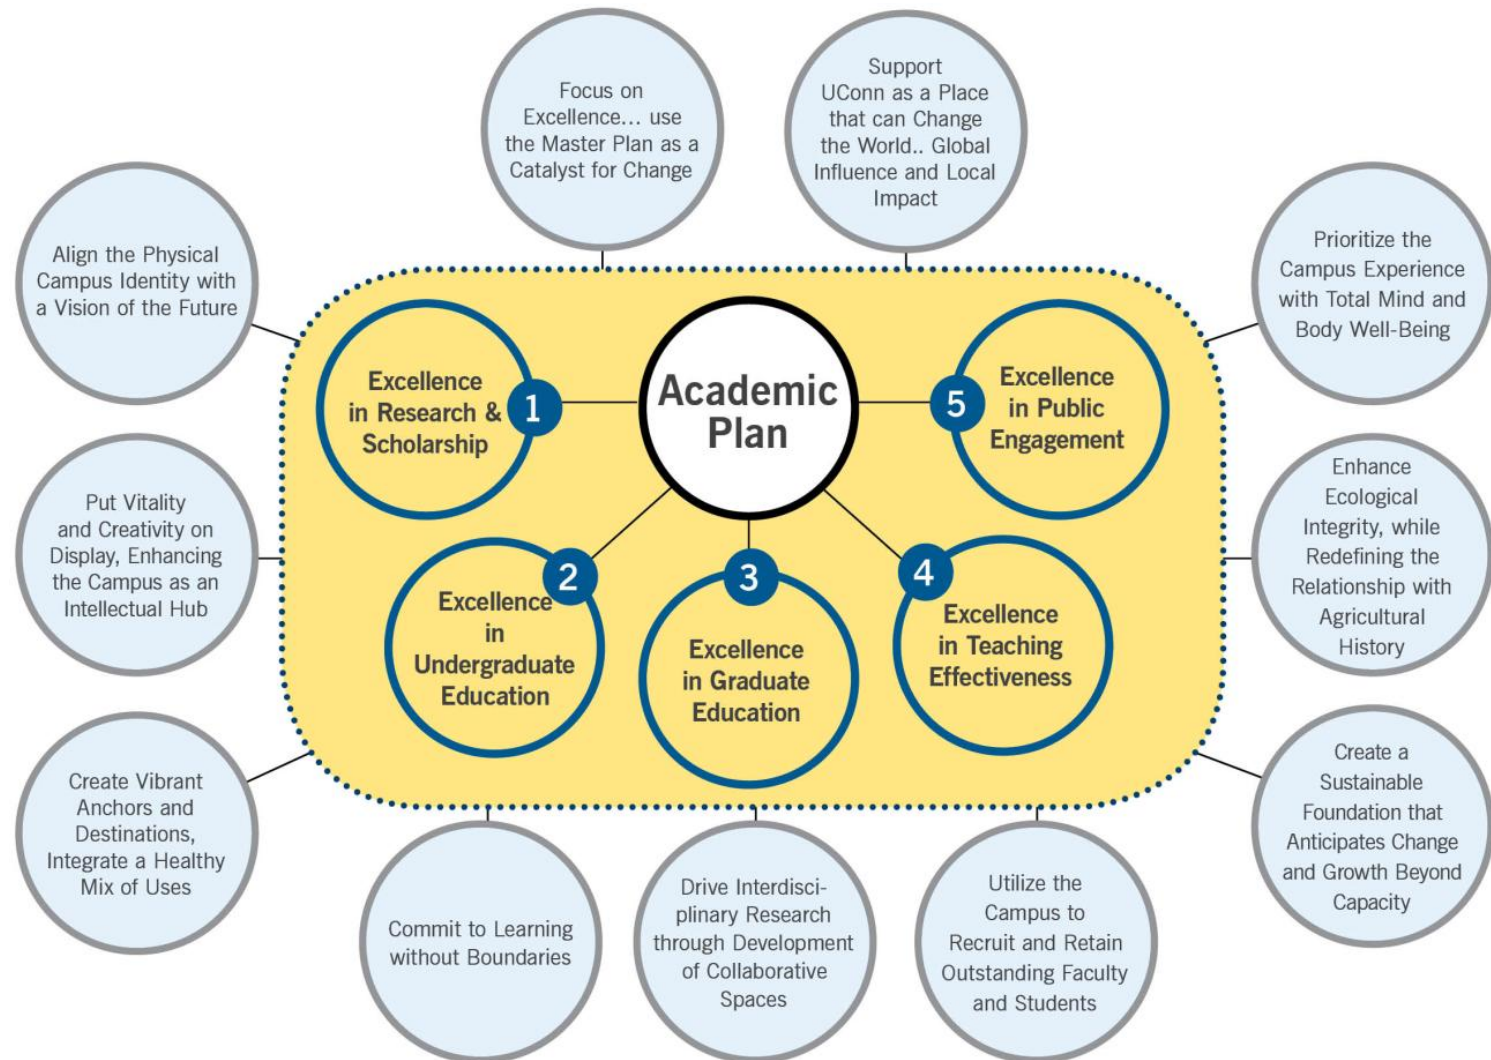 Focus on
Excellence... use
the Master Plan as a
Catalyst for Change
Support
UConn as a Place
that can Change
the World.. Global
Influence and Local
Impact
Align the Physical
Campus Identity with
a Vision of the Future
Prioritize the
Campus Experience
with Total Mind and
Body Well-Being
Academic
Plan
Excellence
in Research &
Scholarship
1
5
Excellence
in Public
Engagement
Put Vitality
and Creativity on
Display, Enhancing
the Campus as an
Intellectual Hub
Enhance
Ecological
Integrity, while
Redefining the
Relationship with
Agricultural
History
2
Excellence
in
Undergraduate
Education
3
Excellence
in Graduate
Education
4
Excellence
in Teaching
Effectiveness
Create Vibrant
Anchors and
Destinations,
Integrate a Healthy
Mix of Uses
Create a
Sustainable
Foundation that
Anticipates Change
and Growth Beyond
Capacity
Commit to Learning
without Boundaries
Drive Interdisci-
plinary Research
through Development
of Collaborative
Spaces
Utilize the
Campus to
Recruit and Retain
Outstanding Faculty
and Students